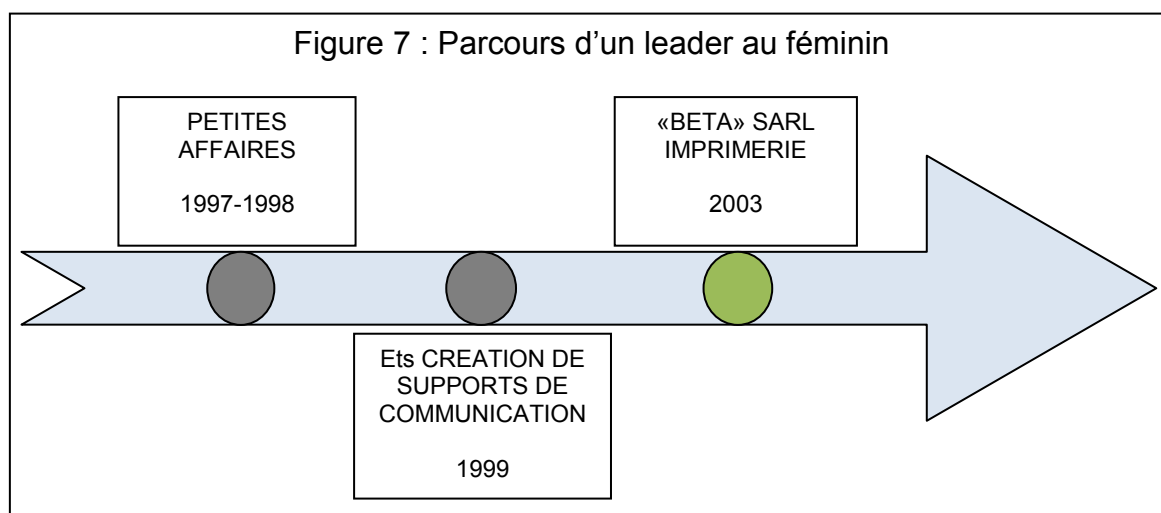 Figure 7 : Parcours d’un leader au féminin
PETITES
AFFAIRES
1997-1998
«BETA» SARL
IMPRIMERIE
2003
Ets CREATION DE
SUPPORTS DE
COMMUNICATION
1999